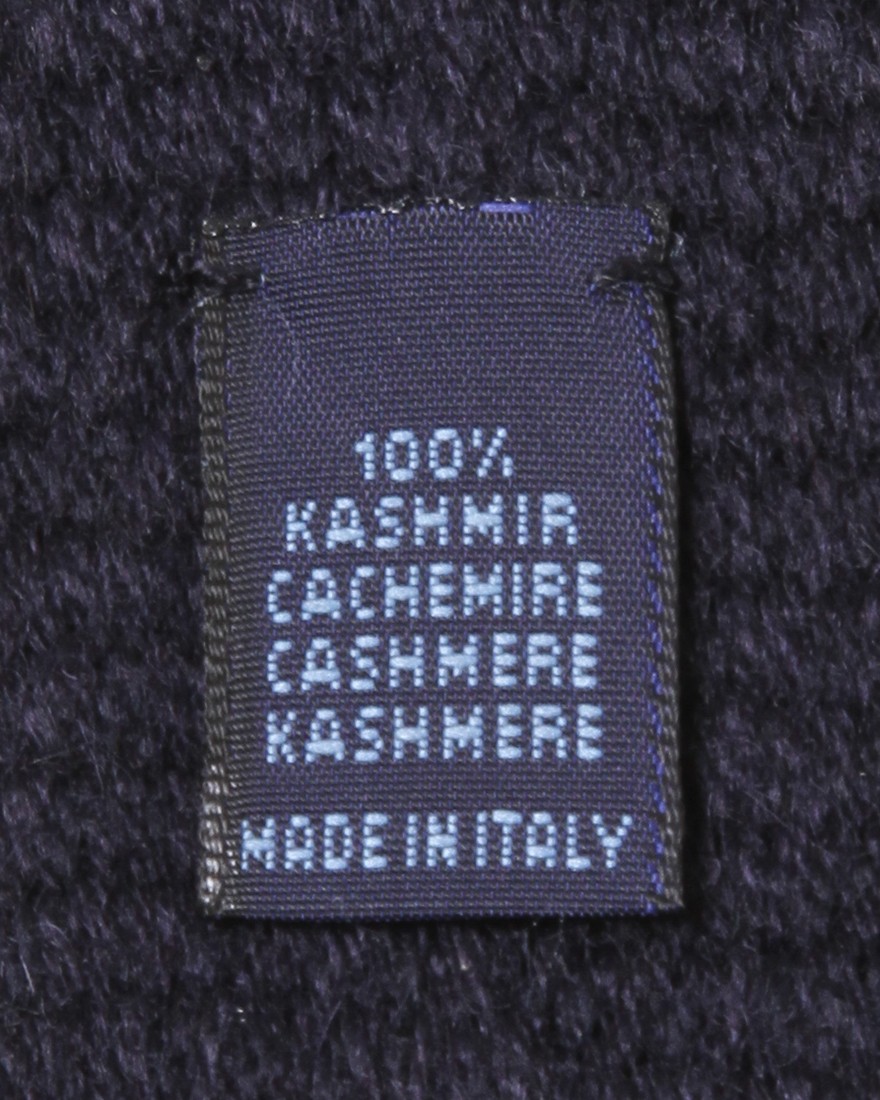 100%
KASHMIR
CACHEMIRE
CASHMERE
KASHMERE
MADE IN ITALY